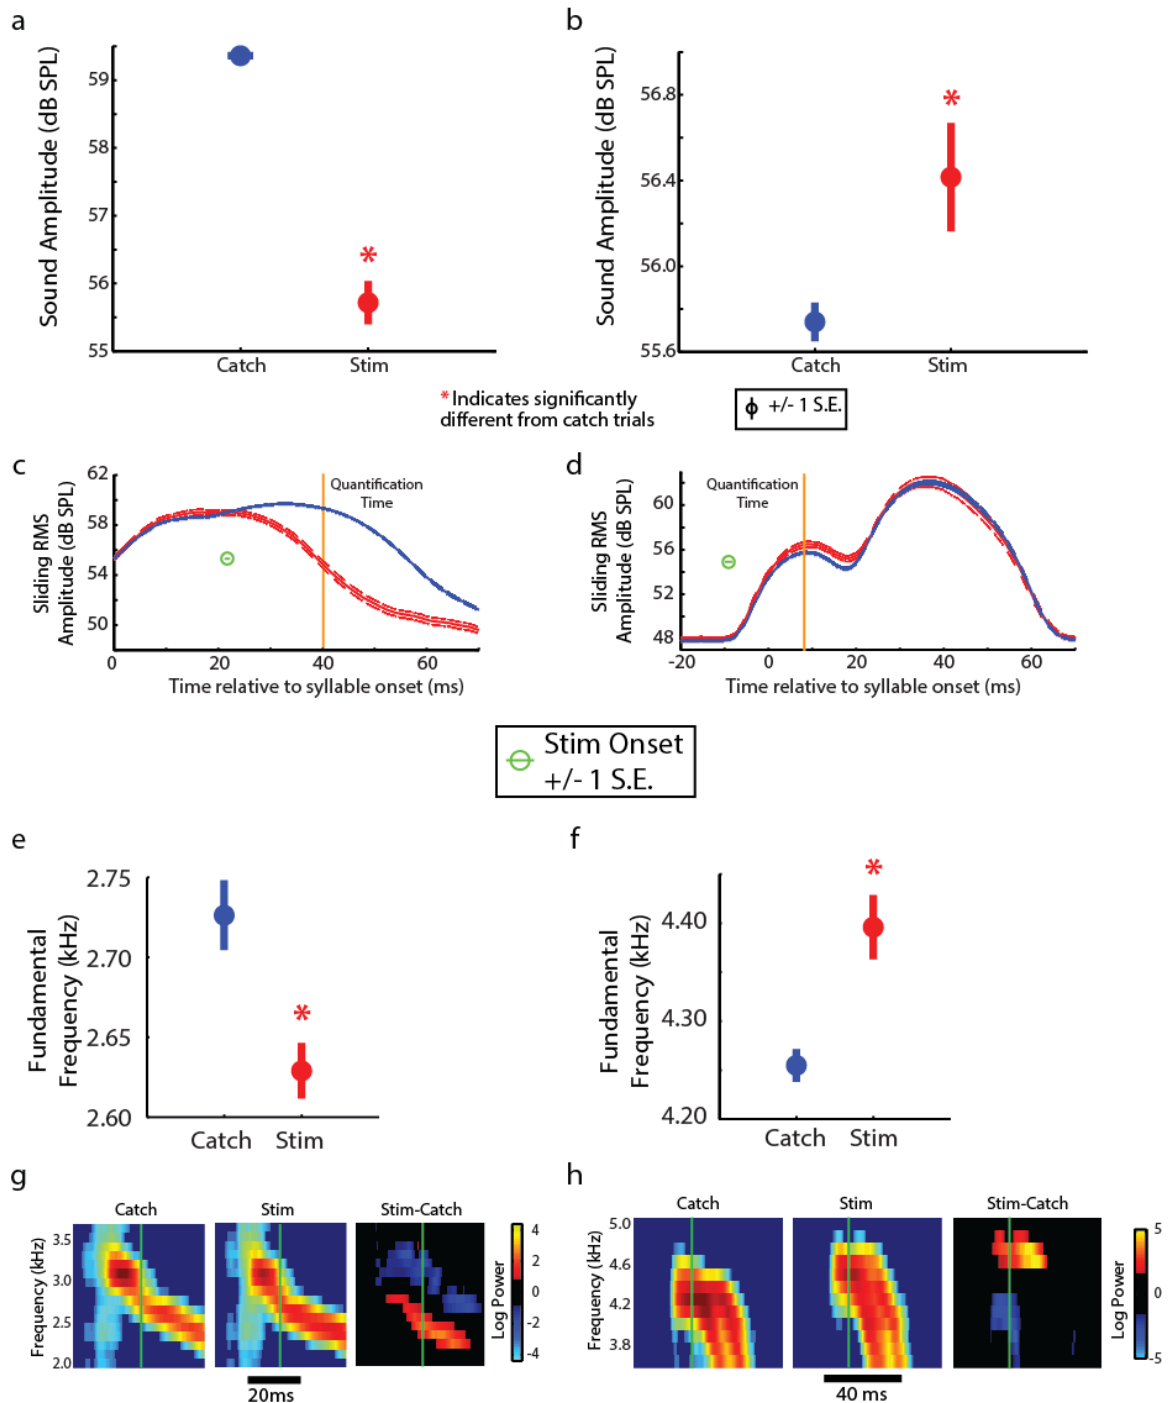 a
Sound Amplitude (dB SPL)
59
58
57
56
55
*
Catch
Stim
b
Sound Amplitude (dB SPL)
56.8
56.4
56.0
55.6
*
Catch
Stim
* Indicates significantly
different from catch trials
+/- 1 S.E.
c
Sliding RMS
Amplitude (dB SPL)
62
58
54
50
Quantification
Time
0
20
40
60
Time relative to syllable onset (ms)
d
Sliding RMS
Amplitude (dB SPL)
60
56
52
48
Quantification
Time
-20
0
20
40
60
Time relative to syllable onset (ms)
Stim Onset
+/- 1 S.E.
e
Fundamental
Frequency (kHz)
2.75
2.70
2.65
2.60
*
Catch
Stim
f
Fundamental
Frequency (kHz)
4.40
4.30
4.20
*
Catch
Stim
g
Catch
Stim
Stim-Catch
Frequency (kHz)
3.5
3.0
2.5
2.0
20ms
Log Power
4
2
0
-2
-4
h
Catch
Stim
Stim-Catch
Frequency (kHz)
5.0
4.6
4.2
3.8
40 ms
Log Power
5
0
-5